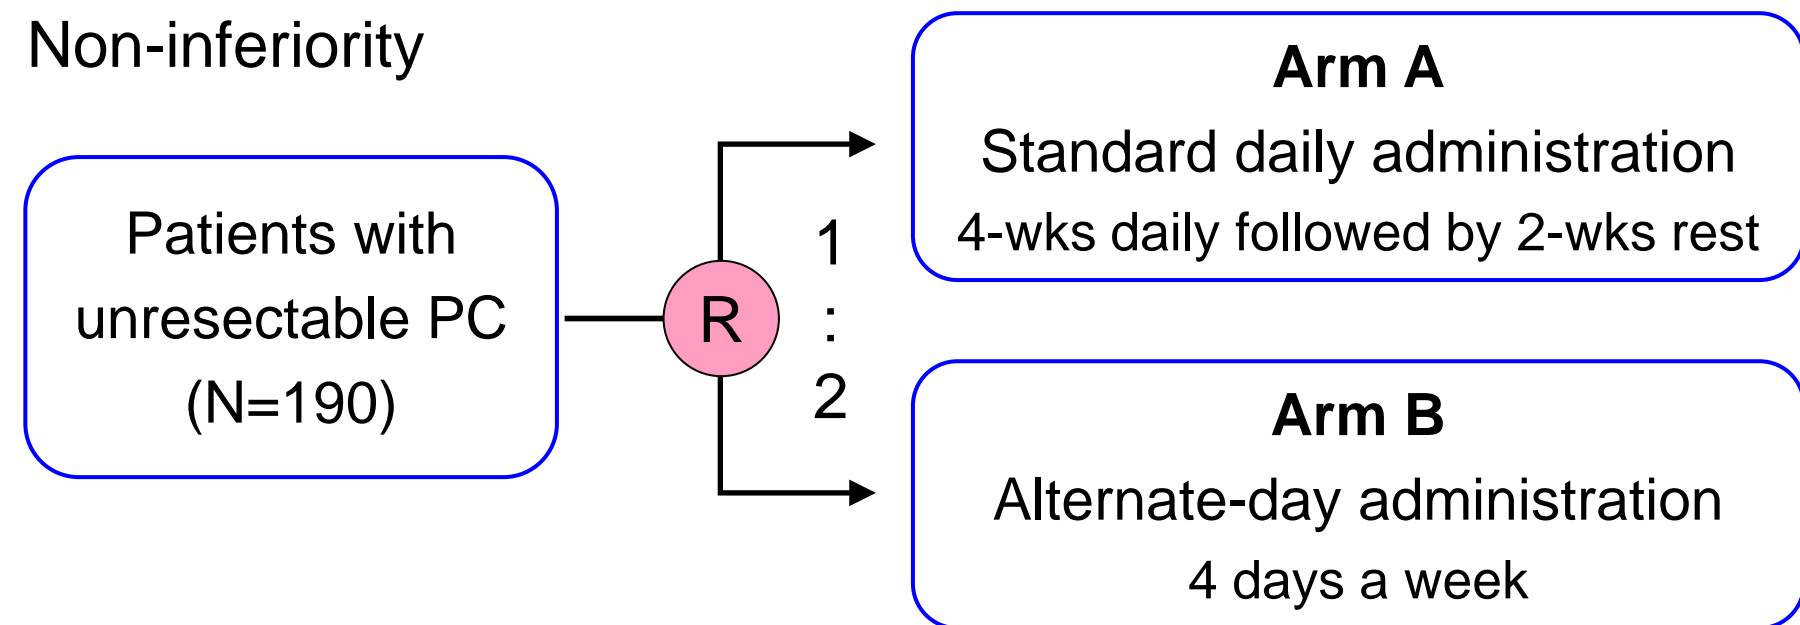 Non-inferiority
Patients with
unresectable PC
(N=190)
R
1
:
2
Arm A
Standard daily administration
4-wks daily followed by 2-wks rest
Arm B
Alternate-day administration
4 days a week